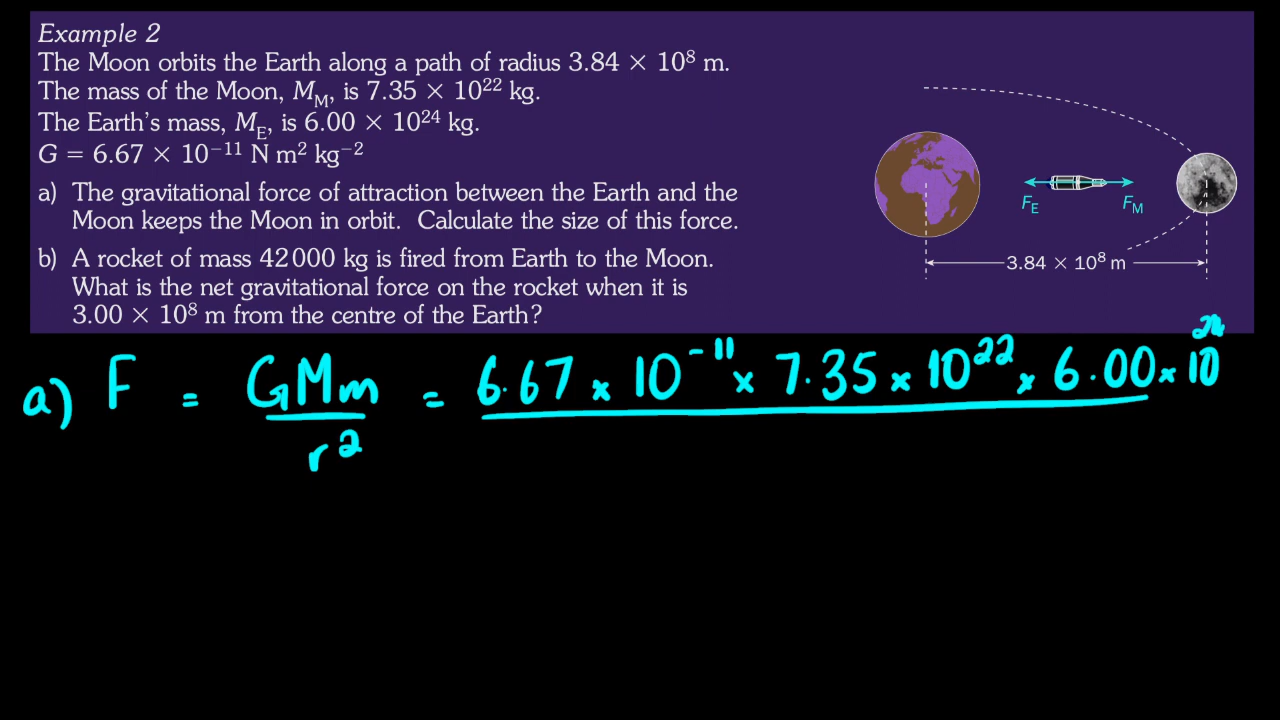 Example 2
The Moon orbits the Earth along a path of radius 3.84 × 10⁸ m.
The mass of the Moon, M_M, is 7.35 × 10²² kg.
The Earth's mass, M_E, is 6.00 × 10²⁴ kg.
G = 6.67 × 10⁻¹¹ N m² kg⁻²
a) The gravitational force of attraction between the Earth and the
Moon keeps the Moon in orbit. Calculate the size of this force.
b) A rocket of mass 42 000 kg is fired from Earth to the Moon.
What is the net gravitational force on the rocket when it is
3.00 × 10⁸ m from the centre of the Earth?
F_E
F_M
3.84 × 10⁸ m
a) F = GMm = 6.67 × 10⁻¹¹ × 7.35 × 10²² × 6.00 × 10²⁴
r²